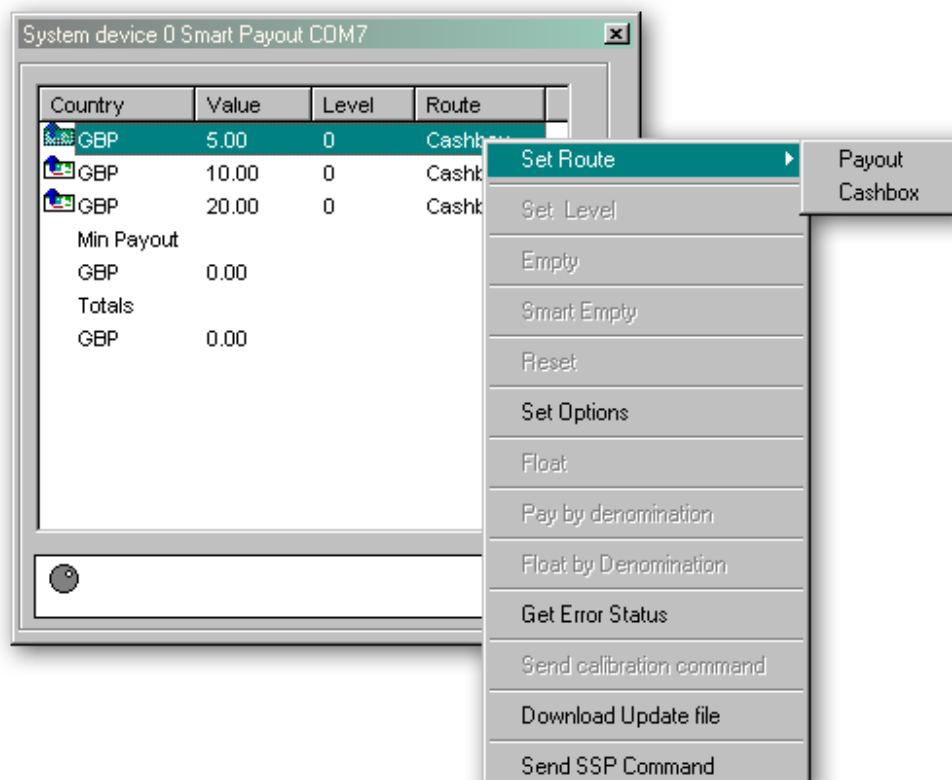 System device 0 Smart Payout COM7
Country Value Level Route
GBP 5.00 0
GBP 10.00 0
GBP 20.00 0
Min Payout
GBP 0.00
Totals
GBP 0.00
Set Route
Set Level
Empty
Smart Empty
Reset
Set Options
Float
Pay by denomination
Float by Denomination
Get Error Status
Send calibration command
Download Update file
Send SSP Command
Payout
Cashbox